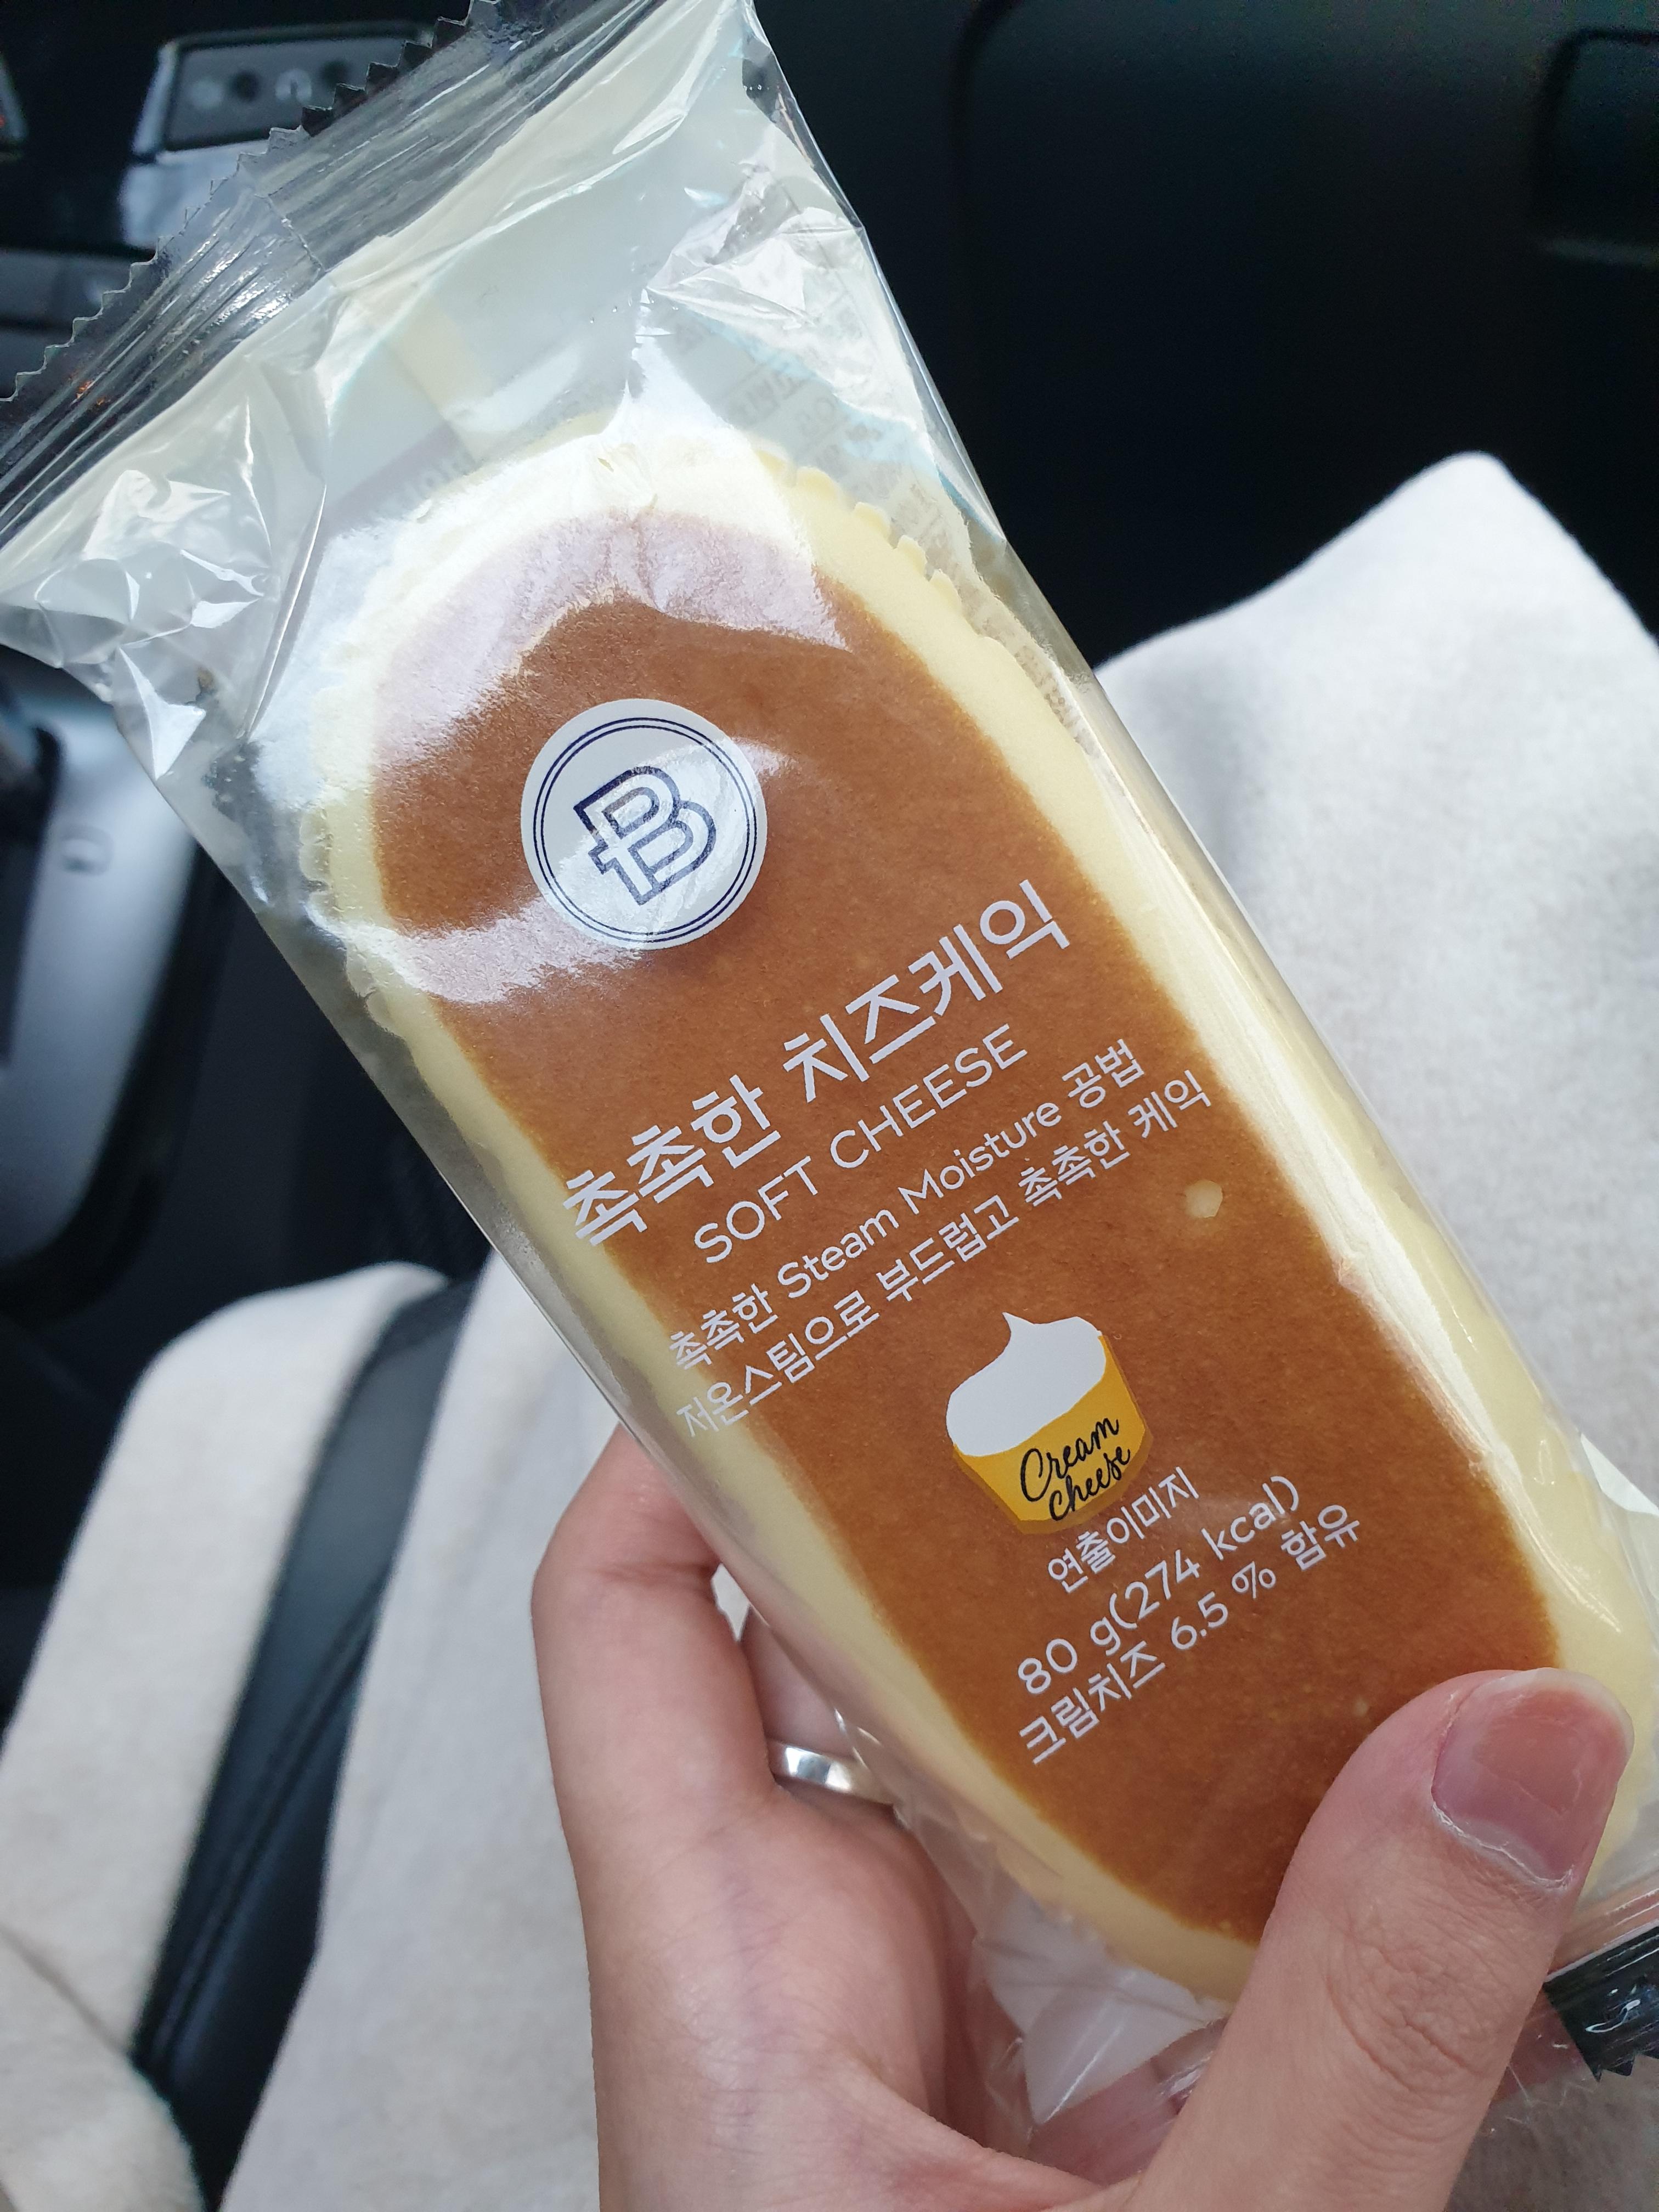 B
촉촉한 치즈케익
SOFT CHEESE
촉촉한 Steam Moisture 공법
저온스팀으로 부드럽고 촉촉한 케익
Cream
cheese
연출이미지
80 g(274 kcal)
크림치즈 6.5 % 함유